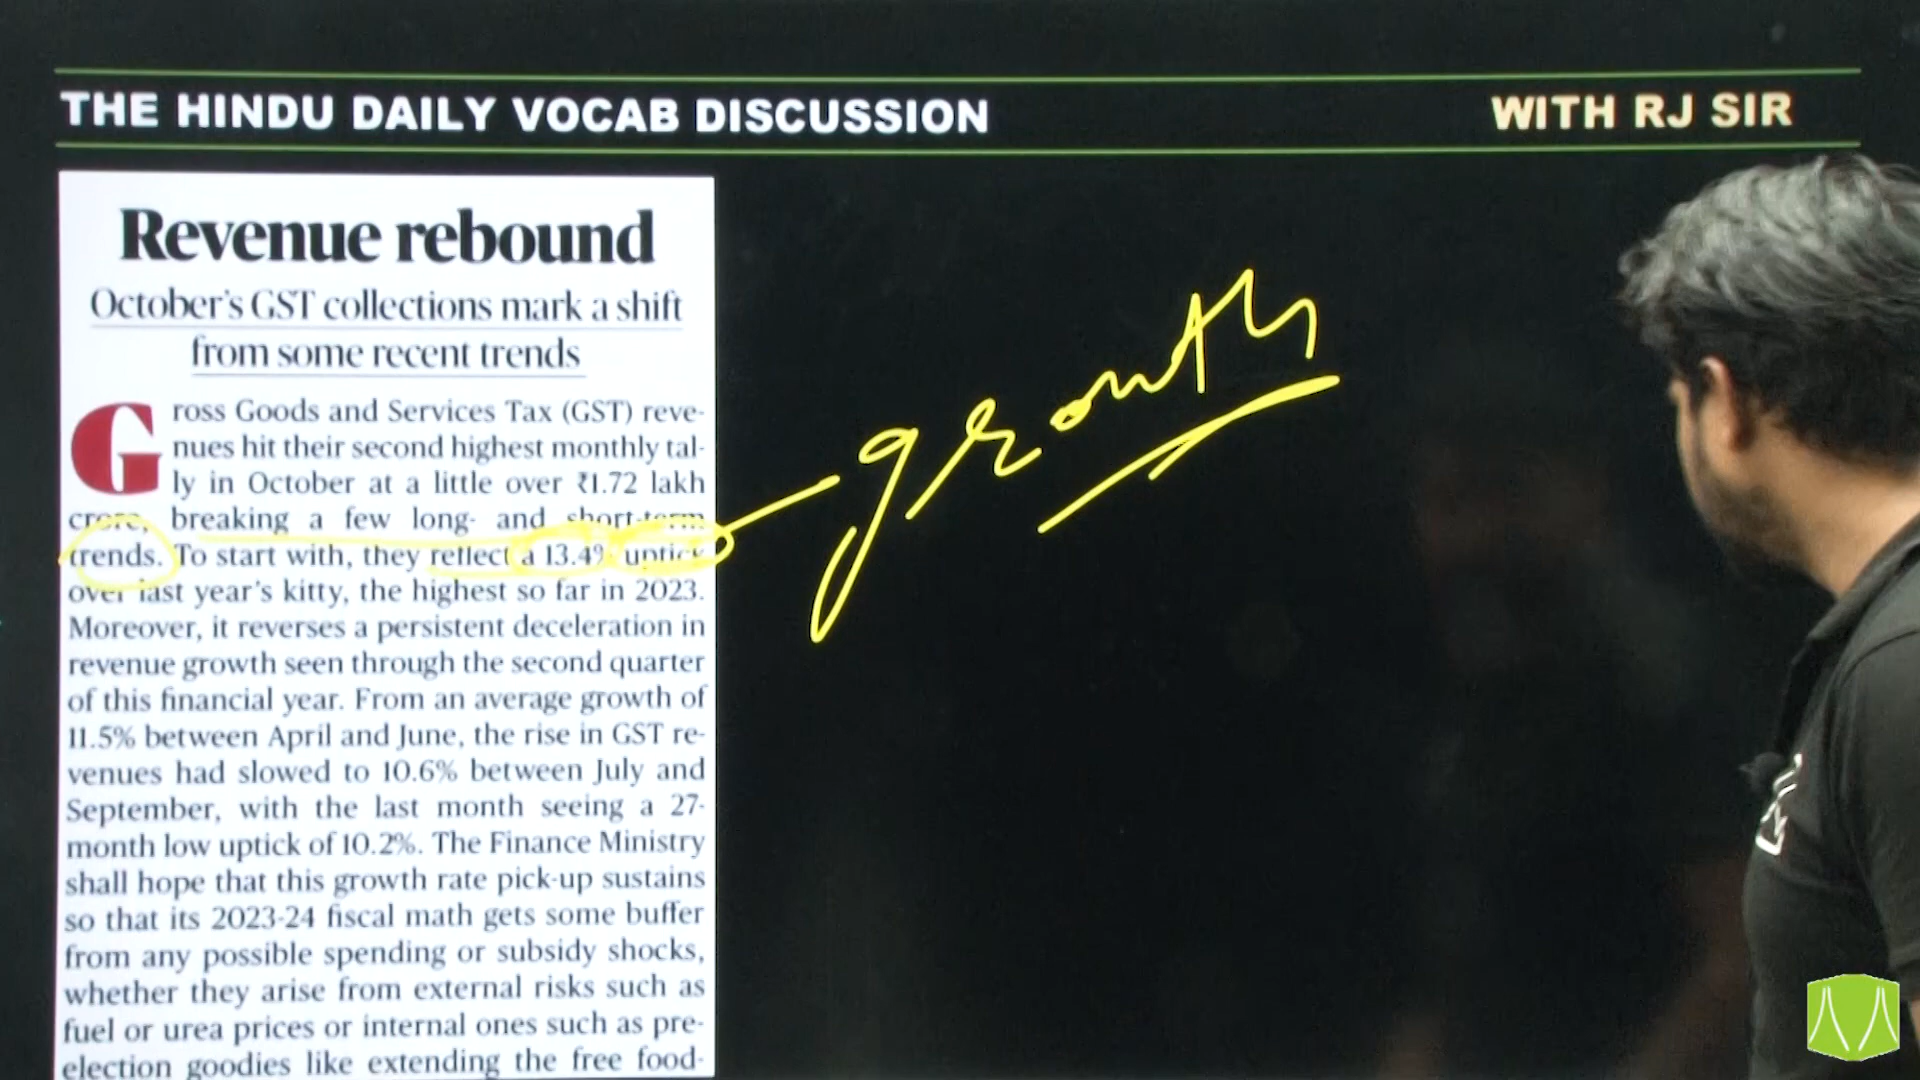 THE HINDU DAILY VOCAB DISCUSSION
WITH RJ SIR
Revenue rebound
October's GST collections mark a shift
from some recent trends
Gross Goods and Services Tax (GST) reve-
nues hit their second highest monthly tal-
ly in October at a little over ₹1.72 lakh
crore, breaking a few long- and short-term
trends. To start with, they reflect a 13.4% uptick
over last year's kitty, the highest so far in 2023.
Moreover, it reverses a persistent deceleration in
revenue growth seen through the second quarter
of this financial year. From an average growth of
11.5% between April and June, the rise in GST re-
venues had slowed to 10.6% between July and
September, with the last month seeing a 27-
month low uptick of 10.2%. The Finance Ministry
shall hope that this growth rate pick-up sustains
so that its 2023-24 fiscal math gets some buffer
from any possible spending or subsidy shocks,
whether they arise from external risks such as
fuel or urea prices or internal ones such as pre-
election goodies like extending the free food-
growth